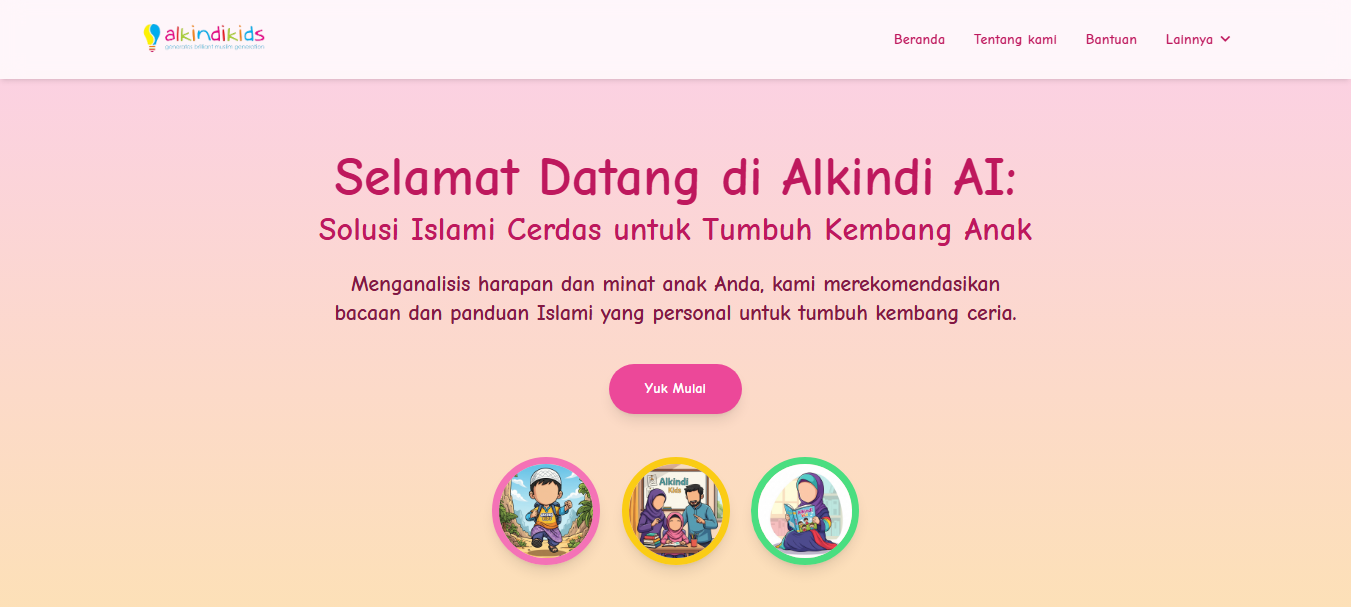 alkindikids
generates brilliant muslim generation
Beranda
Tentang kami
Bantuan
Lainnya
Selamat Datang di Alkindi AI:
Solusi Islami Cerdas untuk Tumbuh Kembang Anak
Menganalisis harapan dan minat anak Anda, kami merekomendasikan
bacaan dan panduan Islami yang personal untuk tumbuh kembang ceria.
Yuk Mulai
Alkindi
Kids